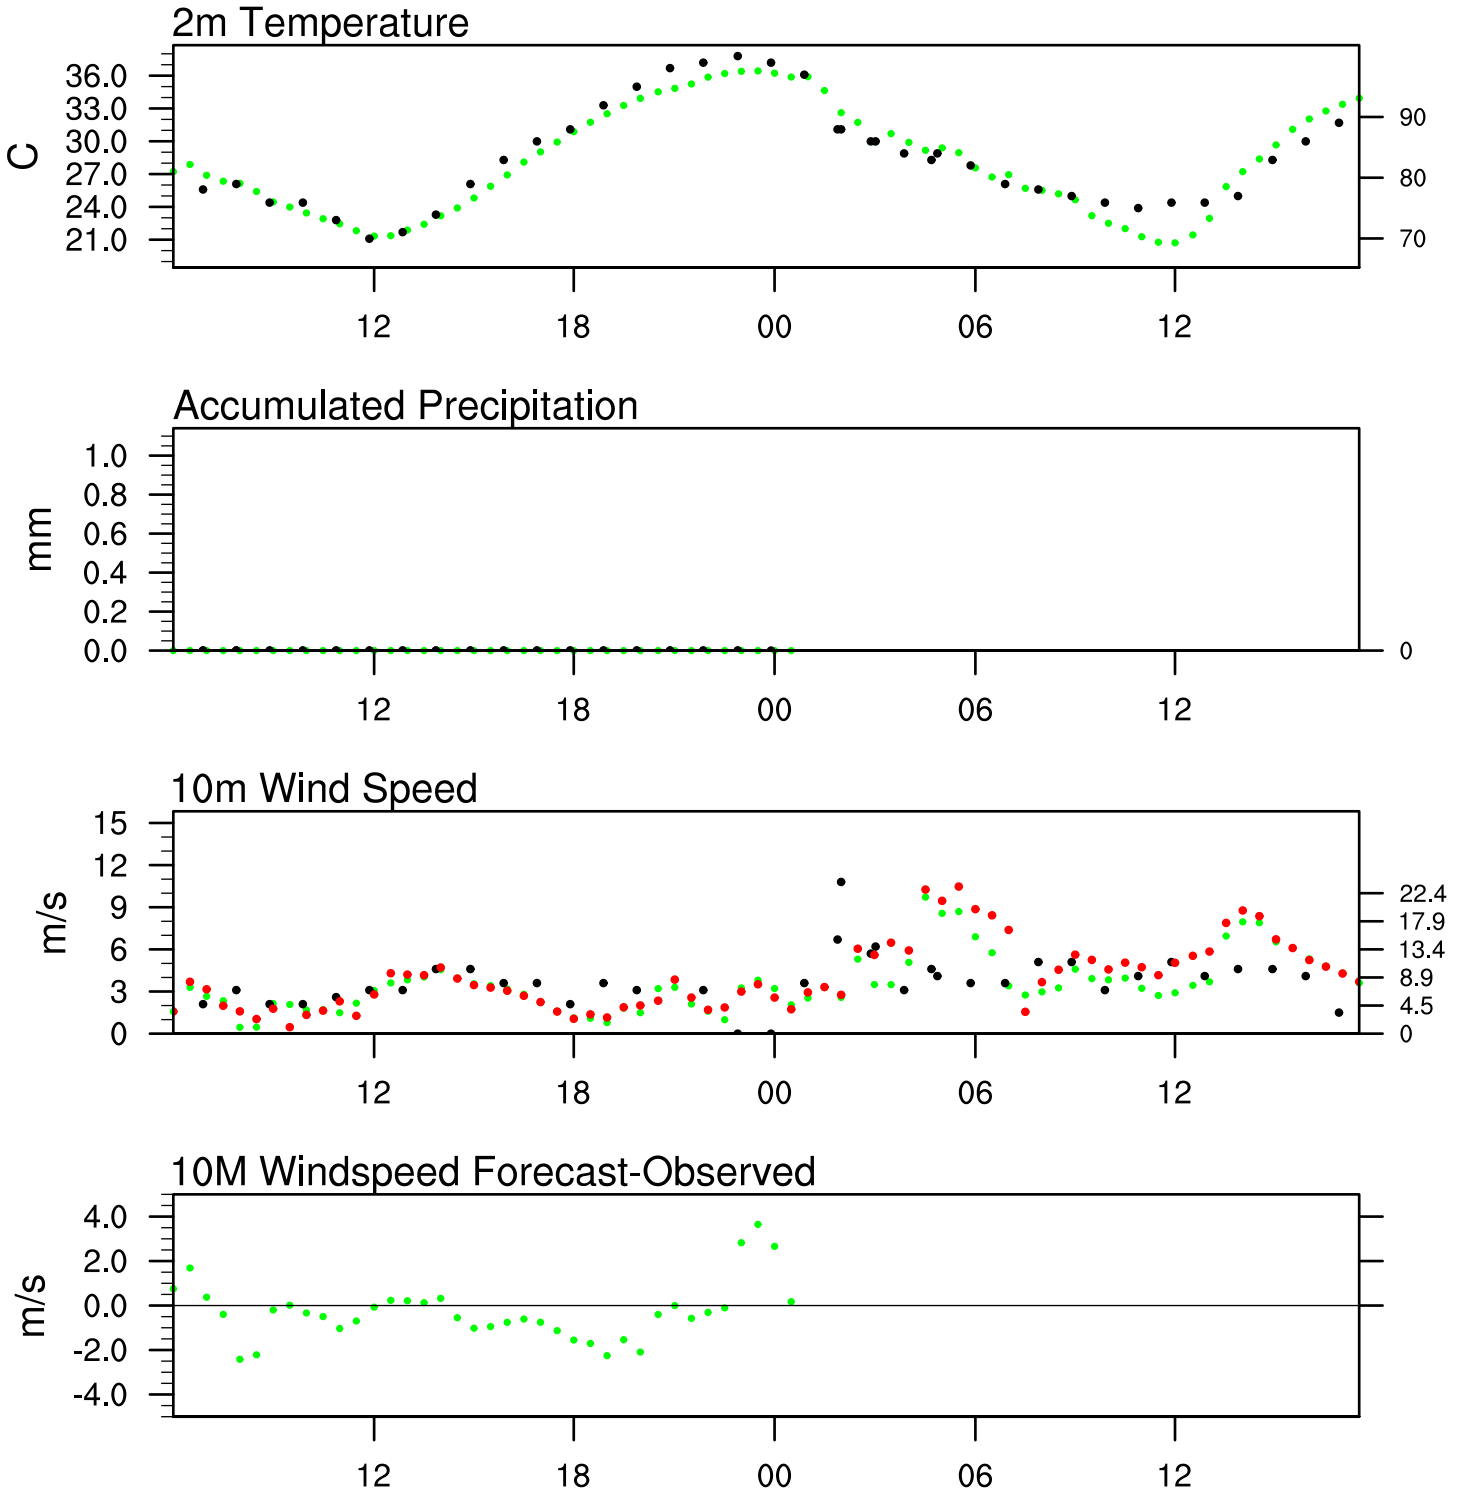 2m Temperature
36.0
33.0
30.0
27.0
24.0
21.0
C
90
80
70
12 18 00 06 12
Accumulated Precipitation
1.0
0.8
0.6
0.4
0.2
0.0
mm
0
12 18 00 06 12
10m Wind Speed
15
12
9
6
3
0
m/s
22.4
17.9
13.4
8.9
4.5
0
12 18 00 06 12
10M Windspeed Forecast-Observed
4.0
2.0
0.0
-2.0
-4.0
m/s
12 18 00 06 12